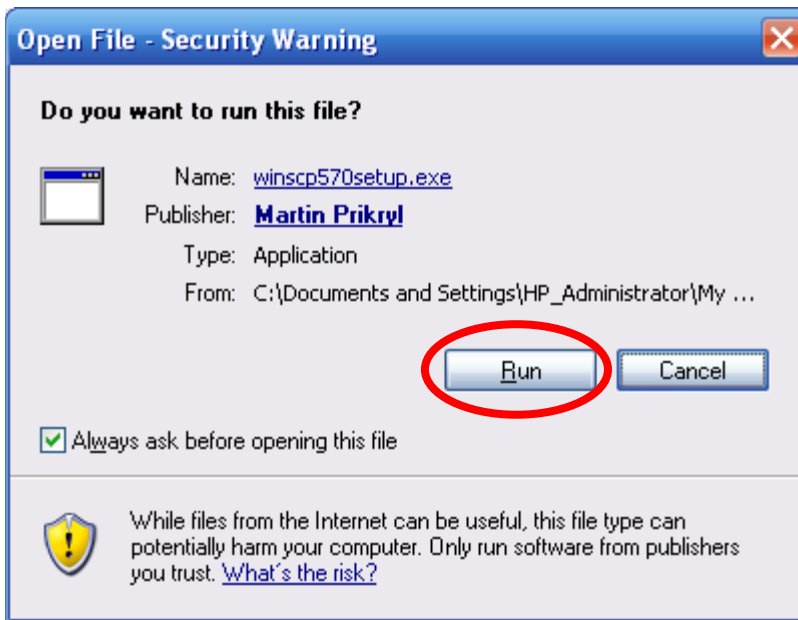 Open File - Security Warning
Do you want to run this file?
Name: winscp570setup.exe
Publisher: Martin Prikryl
Type: Application
From: C:\Documents and Settings\HP_Administrator\My ...
Run Cancel
Always ask before opening this file
While files from the Internet can be useful, this file type can
potentially harm your computer. Only run software from publishers
you trust. What's the risk?